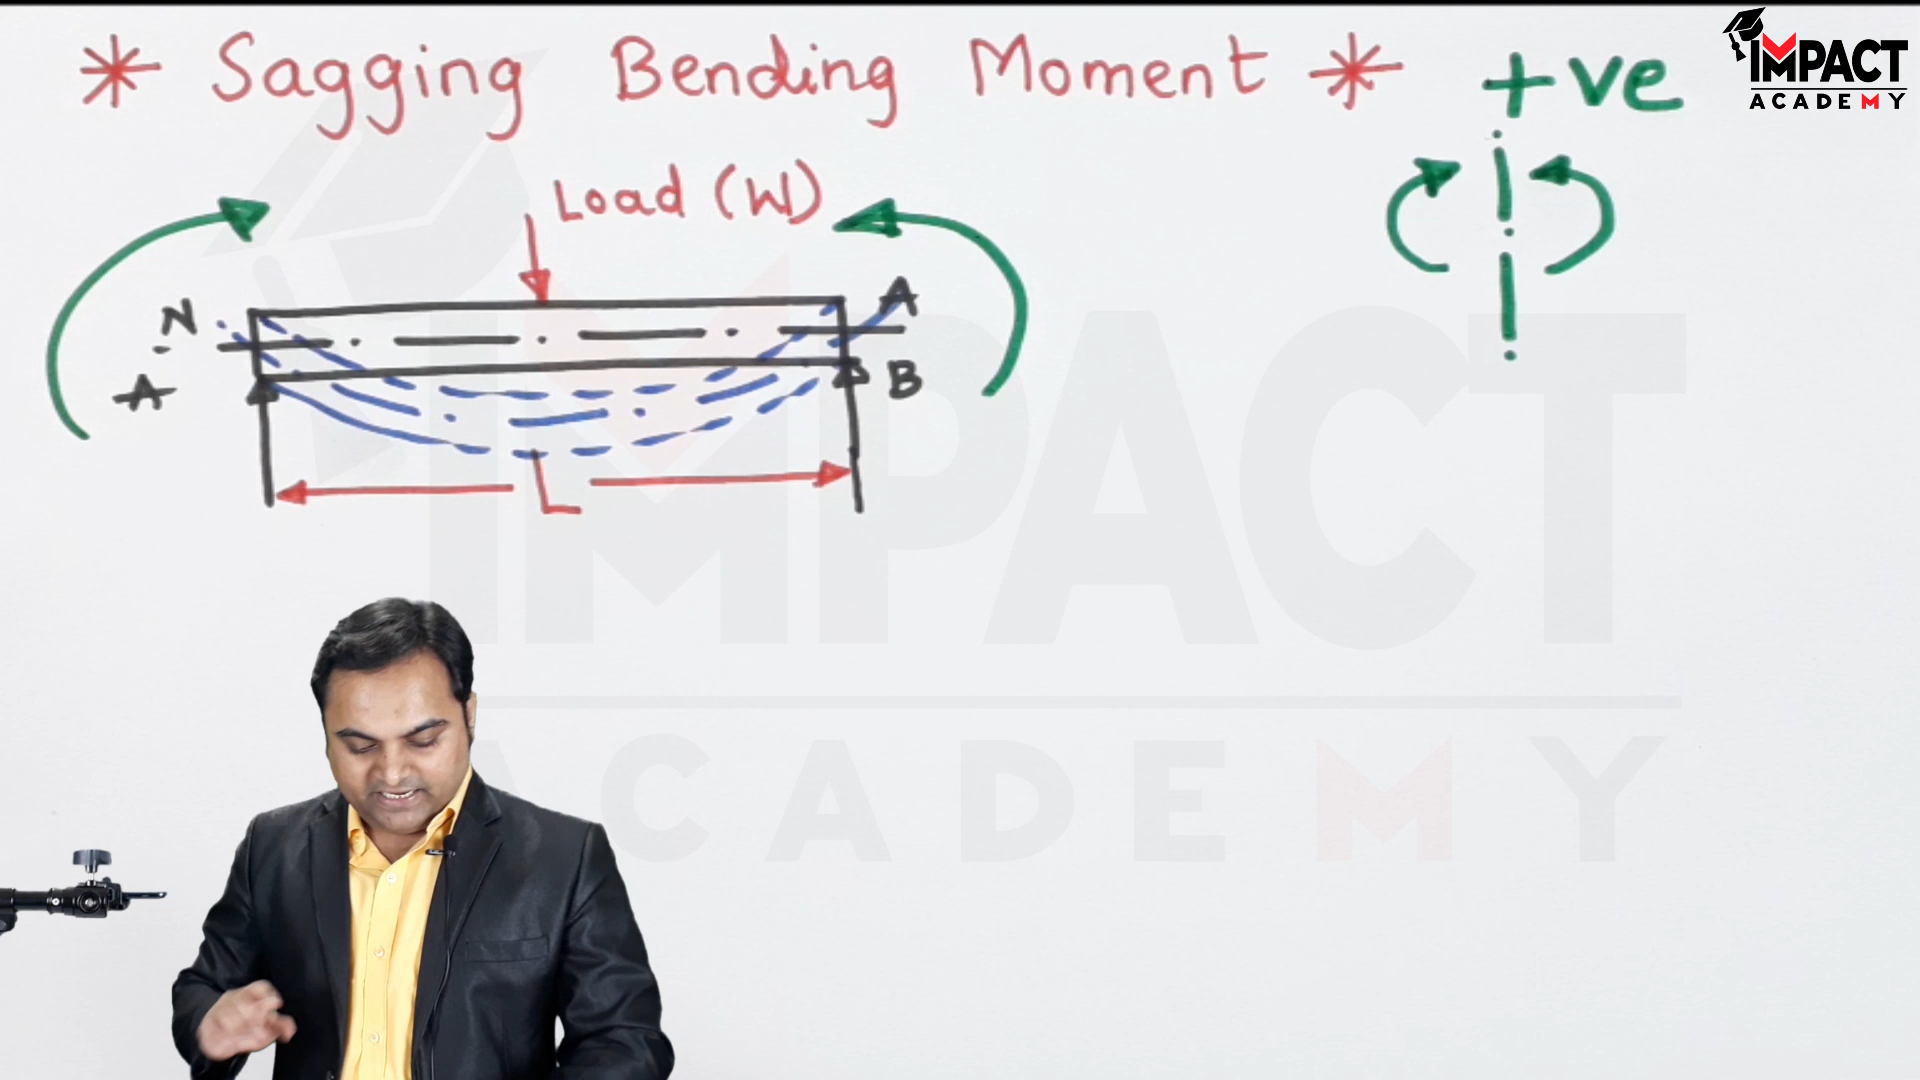 * Sagging Bending Moment * +ve
IMPACT
ACADEMY
Load (W)
N
A
A
B
L
IMPACT
ACADEMY